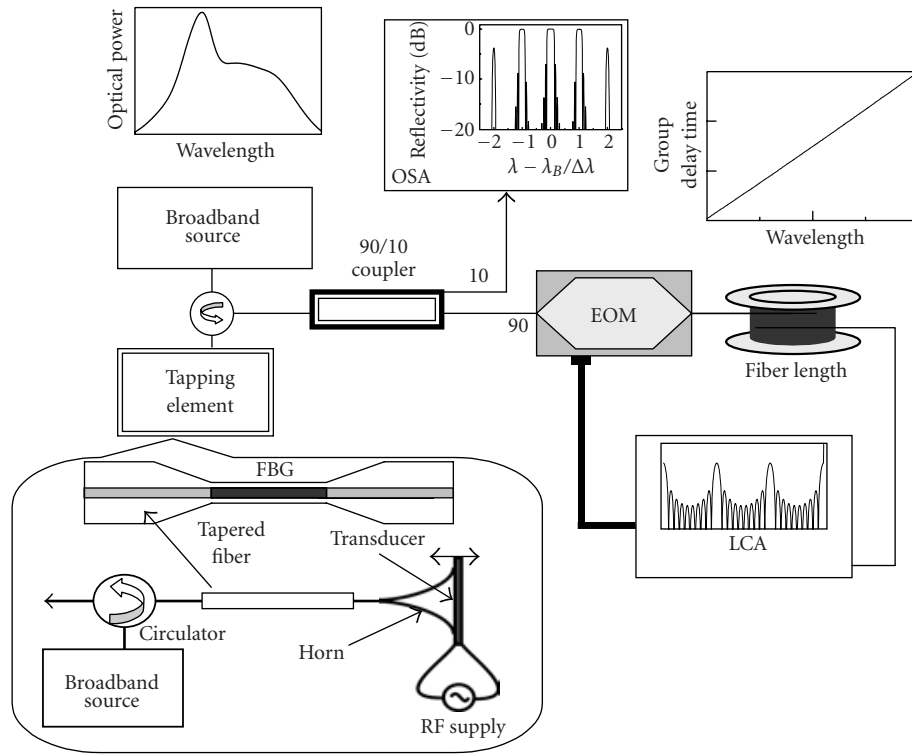 Optical power
Wavelength
Reflectivity (dB)
0
−10
−20
−2 −1 0 1 2
λ − λB/Δλ
OSA
Group
delay time
Wavelength
Broadband
source
90/10
coupler
10
90
EOM
Fiber length
Tapping
element
LCA
FBG
Tapered
fiber
Transducer
Circulator
Horn
Broadband
source
RF supply